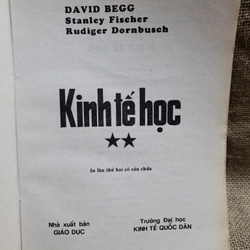 DAVID BEGG
Stanley Fischer
Rudiger Dornbusch
Kinh tế học
★★
In lần thứ hai có sửa chữa
Nhà xuất bản
GIÁO DỤC
Trường Đại học
KINH TẾ QUỐC DÂN